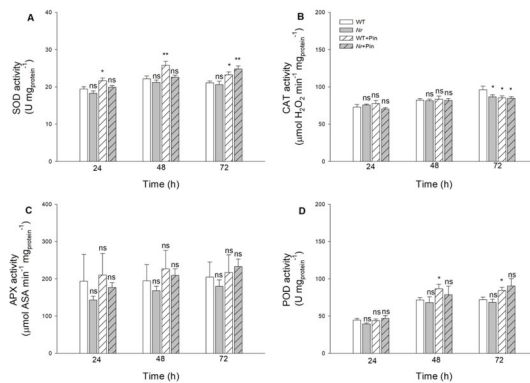 A
SOD activity
(U mg protein⁻¹)
40
30
20
10
0
ns
*
ns
ns
**
ns
ns
*
**
24
48
72
Time (h)
B
CAT activity
(μmol H₂O₂ min⁻¹ mg protein⁻¹)
200
150
100
50
0
WT
Nr
WT+Pin
Nr+Pin
ns
ns
ns
ns
ns
ns
*
*
*
24
48
72
Time (h)
C
APX activity
(μmol ASA min⁻¹ mg protein⁻¹)
400
300
200
100
0
ns
ns
ns
ns
ns
ns
ns
ns
ns
24
48
72
Time (h)
D
POD activity
(U mg protein⁻¹)
200
150
100
50
0
ns
ns
ns
ns
*
ns
ns
*
ns
24
48
72
Time (h)